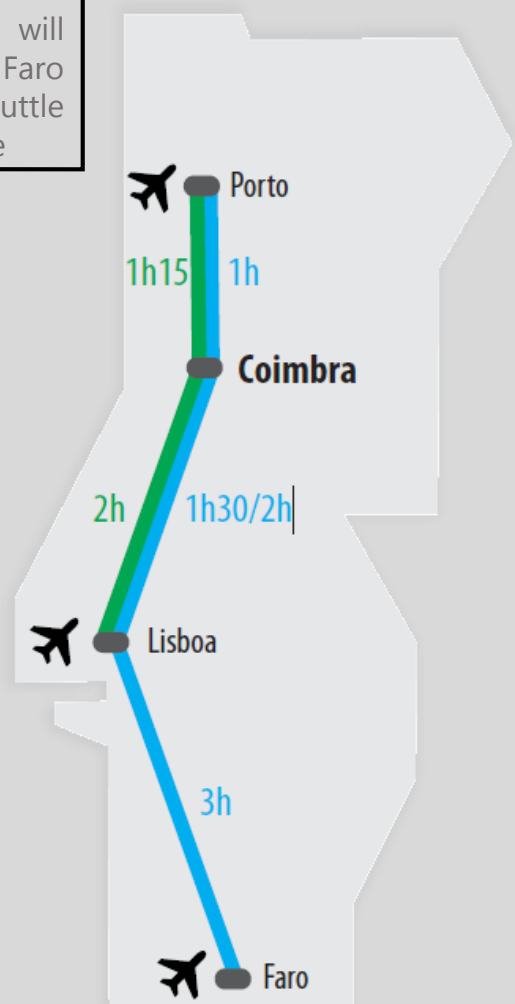 will
Faro
uttle
e
Porto
1h15 1h
Coimbra
2h 1h30/2h
Lisboa
3h
Faro